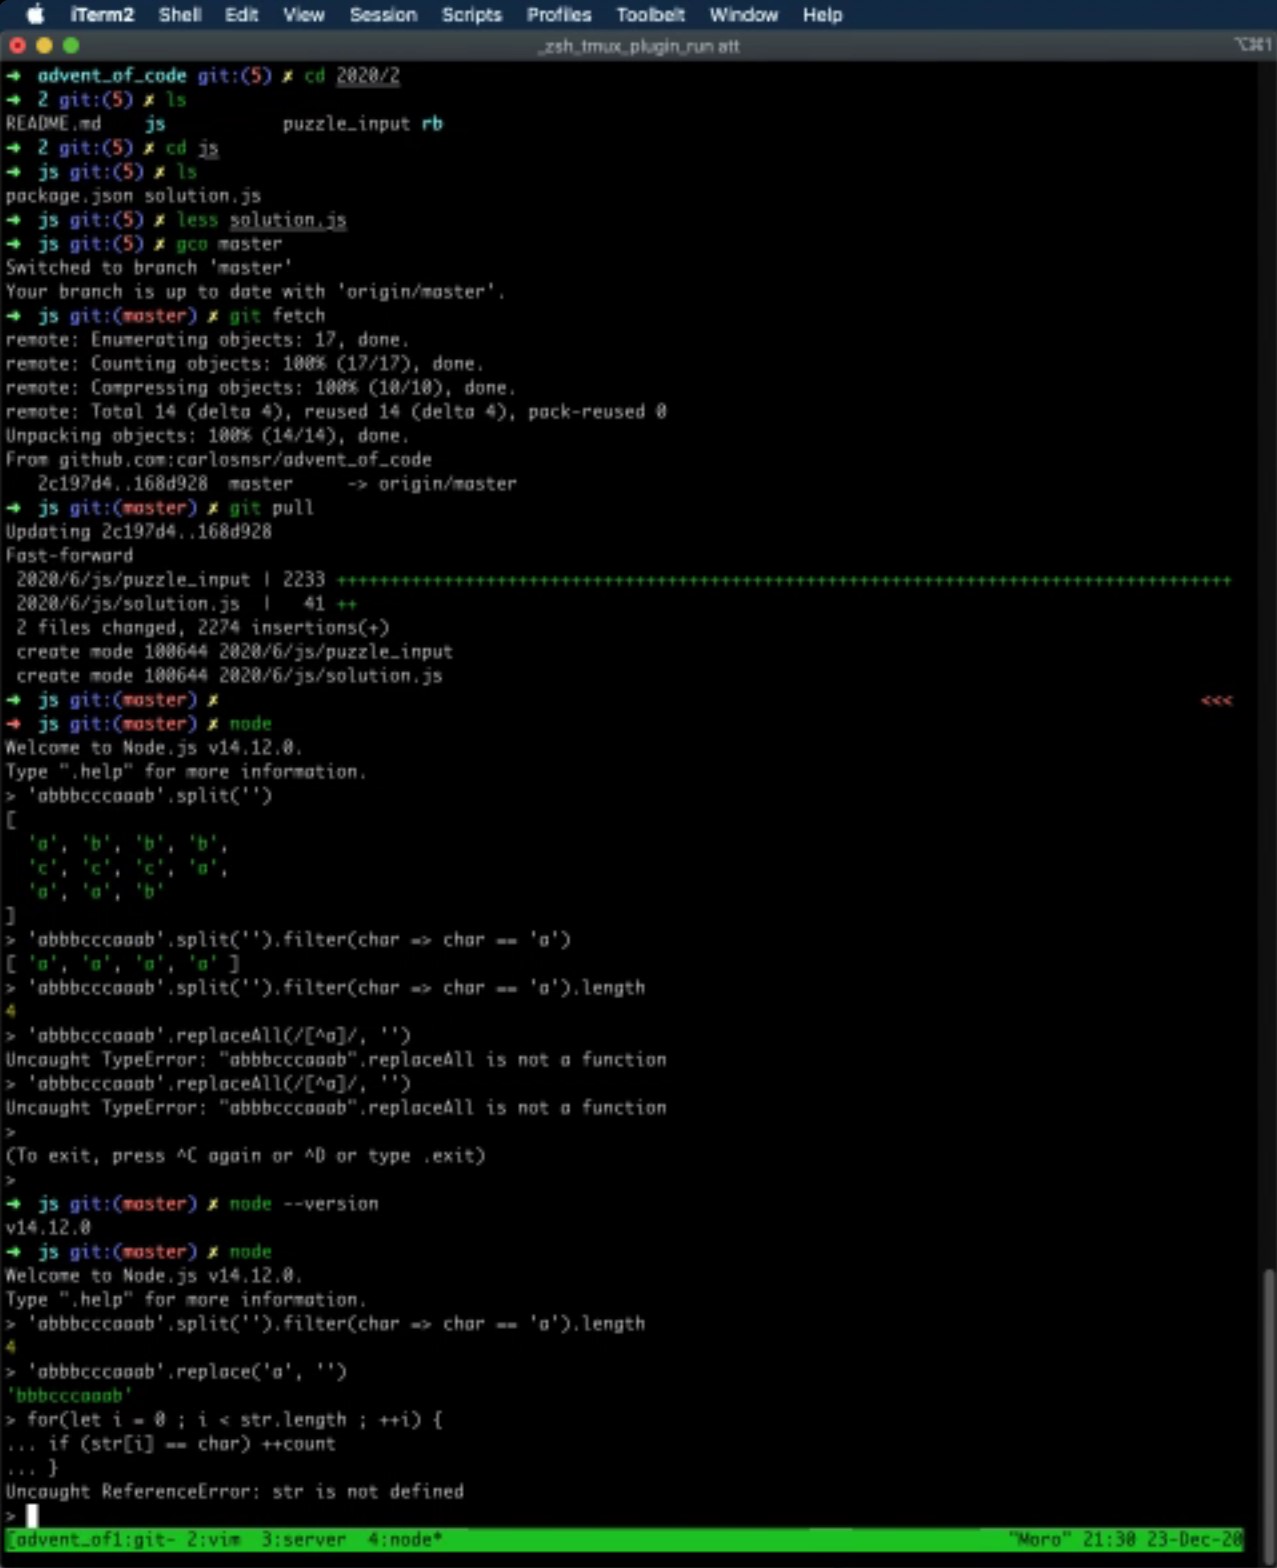 iTerm2 Shell Edit View Session Scripts Profiles Toolbelt Window Help
_zsh_tmux_plugin_run att ⌥⌘1
➜ advent_of_code git:(5) ✗ cd 2020/2
➜ 2 git:(5) ✗ ls
README.md js puzzle_input rb
➜ 2 git:(5) ✗ cd js
➜ js git:(5) ✗ ls
package.json solution.js
➜ js git:(5) ✗ less solution.js
➜ js git:(5) ✗ gco master
Switched to branch 'master'
Your branch is up to date with 'origin/master'.
➜ js git:(master) ✗ git fetch
remote: Enumerating objects: 17, done.
remote: Counting objects: 100% (17/17), done.
remote: Compressing objects: 100% (10/10), done.
remote: Total 14 (delta 4), reused 14 (delta 4), pack-reused 0
Unpacking objects: 100% (14/14), done.
From github.com:carlosnsr/advent_of_code
2c197d4..168d928 master -> origin/master
➜ js git:(master) ✗ git pull
Updating 2c197d4..168d928
Fast-forward
2020/6/js/puzzle_input | 2233 ++++++++++++++++++++++++++++++++++++++++++++++++++++++++++++++++++++++++++++++++++++
2020/6/js/solution.js | 41 ++
2 files changed, 2274 insertions(+)
create mode 100644 2020/6/js/puzzle_input
create mode 100644 2020/6/js/solution.js
➜ js git:(master) ✗ <<<
➜ js git:(master) ✗ node
Welcome to Node.js v14.12.0.
Type ".help" for more information.
> 'abbbcccaaab'.split('')
[
'a', 'b', 'b', 'b',
'c', 'c', 'c', 'a',
'a', 'a', 'b'
]
> 'abbbcccaaab'.split('').filter(char => char == 'a')
[ 'a', 'a', 'a', 'a' ]
> 'abbbcccaaab'.split('').filter(char => char == 'a').length
4
> 'abbbcccaaab'.replaceAll(/[^a]/, '')
Uncaught TypeError: "abbbcccaaab".replaceAll is not a function
> 'abbbcccaaab'.replaceAll(/[^a]/, '')
Uncaught TypeError: "abbbcccaaab".replaceAll is not a function
>
(To exit, press ^C again or ^D or type .exit)
>
➜ js git:(master) ✗ node --version
v14.12.0
➜ js git:(master) ✗ node
Welcome to Node.js v14.12.0.
Type ".help" for more information.
> 'abbbcccaaab'.split('').filter(char => char == 'a').length
4
> 'abbbcccaaab'.replace('a', '')
'bbbcccaaab'
> for(let i = 0 ; i < str.length ; ++i) {
... if (str[i] == char) ++count
... }
Uncaught ReferenceError: str is not defined
>
[advent_of1:git- 2:vim 3:server 4:node* "Moro" 21:30 23-Dec-20